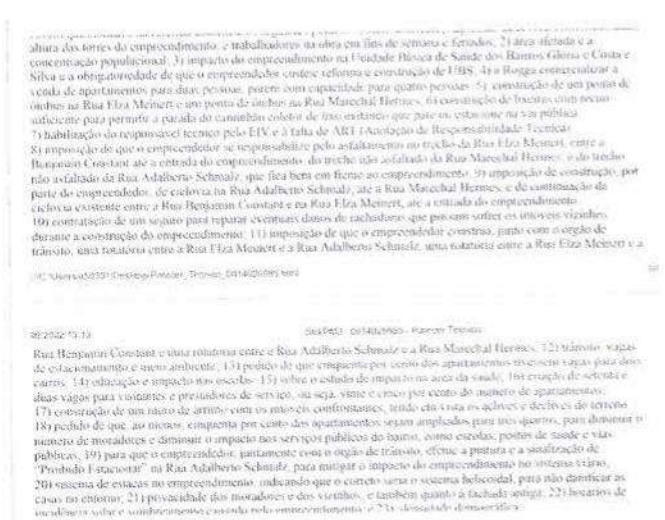 altura das torres do empreendimento, e trabalhadores na obra em fins de semana e feriados; 2) área afetada e a
concentração populacional; 3) impacto do empreendimento na Unidade Básica de Saúde dos Bairros Glória e Costa e
Silva e a obrigatoriedade de que o empreendedor custeie reforma e construção de UBS; 4) a Rogga comercializar a
venda de apartamentos para duas pessoas, porém com capacidade para quatro pessoas; 5) construção de um ponto de
ônibus na Rua Elza Meinert e um ponto de ônibus na Rua Marechal Hermes; 6) construção de lixeiras com recuo
suficiente para permitir a parada do caminhão coletor de lixo evitando que pare ou estacione na via pública
7) habilitação do responsável técnico pelo EIV e à falta de ART (Anotação de Responsabilidade Técnica)
8) imposição de que o empreendedor se responsabilize pelo asfaltamento no trecho da Rua Elza Meinert, entre a
Benjamin Constant até a entrada do empreendimento, do trecho não asfaltado da Rua Marechal Hermes, e do trecho
não asfaltado da Rua Adalberto Schmalz, que fica bem em frente ao empreendimento; 9) imposição de construção, por
parte do empreendedor, de ciclovia na Rua Adalberto Schmalz, até a Rua Marechal Hermes, e de continuação da
ciclovia existente entre a Rua Benjamin Constant e na Rua Elza Meinert, até a entrada do empreendimento
10) contratação de um seguro para reparar eventuais danos de rachaduras que possam sofrer os imóveis vizinhos
durante a construção do empreendimento; 11) imposição de que o empreendedor construa, junto com o órgão de
trânsito, uma rotatória entre a Rua Elza Meinert e a Rua Adalberto Schmalz, uma rotatória entre a Rua Elza Meinert e a
Parecer Técnico
Rua Benjamin Constant e uma rotatória entre a Rua Adalberto Schmalz e a Rua Marechal Hermes; 12) trânsito, vagas
de estacionamento e meio ambiente; 13) pedido de que cinquenta por cento dos apartamentos tivessem vagas para dois
carros; 14) educação e impacto nas escolas; 15) sobre o estudo de impacto na área da saúde; 16) criação de setenta e
duas vagas para visitantes e prestadores de serviço, ou seja, vinte e cinco por cento do número de apartamentos;
17) construção de um muro de arrimo com os imóveis confrontantes, tendo em vista os aclives e declives do terreno
18) pedido de que, ao menos, cinquenta por cento dos apartamentos sejam ampliados para três quartos, para diminuir o
número de moradores e diminuir o impacto nos serviços públicos do bairro, como escolas, postos de saúde e vias
públicas; 19) para que o empreendedor, juntamente com o órgão de trânsito, efetue a pintura e a sinalização de
"Proibido Estacionar" na Rua Adalberto Schmalz, para mitigar o impacto do empreendimento no sistema viário;
20) sistema de estacas no empreendimento, indicando que o correto seria o sistema helicoidal, para não danificar as
casas no entorno; 21) privacidade dos moradores e dos vizinhos, e também quanto à fachada antiga; 22) horários de
incidência solar e sombreamento causado pelo empreendimento; e 23) densidade demográfica